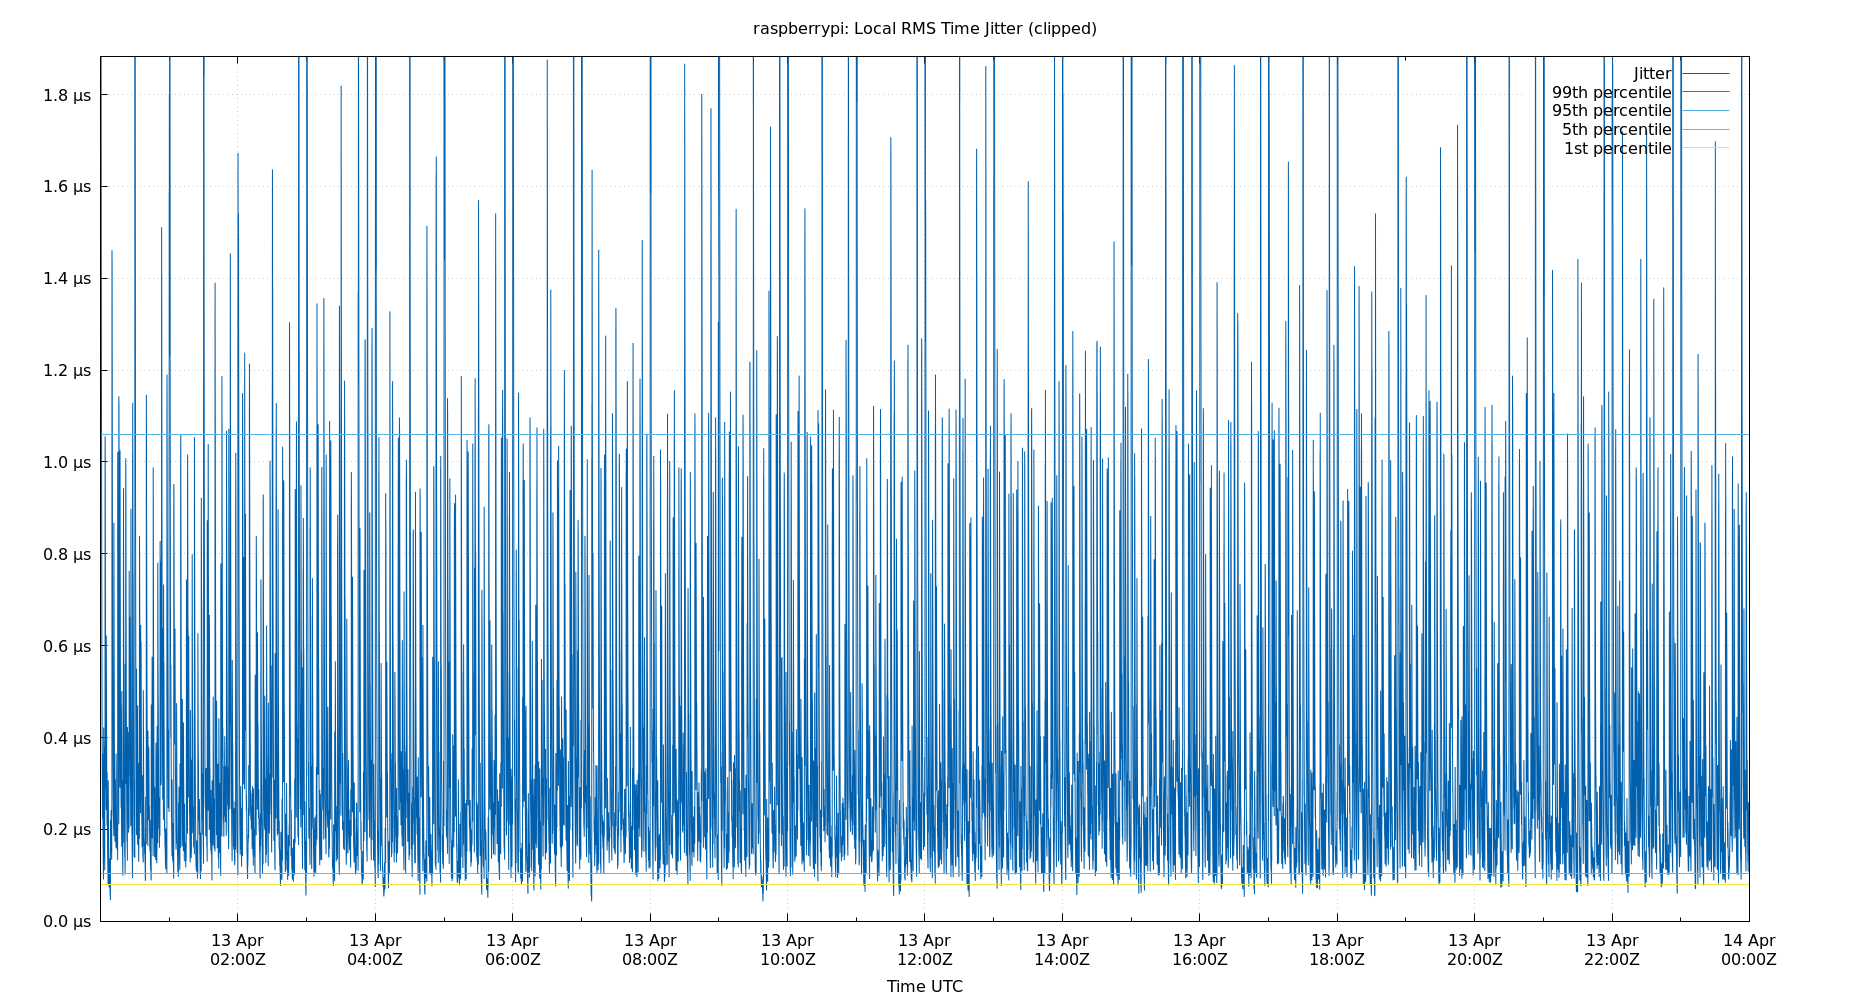 raspberrypi: Local RMS Time Jitter (clipped)
Jitter
99th percentile
95th percentile
5th percentile
1st percentile
1.8 μs
1.6 μs
1.4 μs
1.2 μs
1.0 μs
0.8 μs
0.6 μs
0.4 μs
0.2 μs
0.0 μs
13 Apr 13 Apr 13 Apr 13 Apr 13 Apr 13 Apr 13 Apr 13 Apr 13 Apr 13 Apr 13 Apr 14 Apr
02:00Z 04:00Z 06:00Z 08:00Z 10:00Z 12:00Z 14:00Z 16:00Z 18:00Z 20:00Z 22:00Z 00:00Z
Time UTC